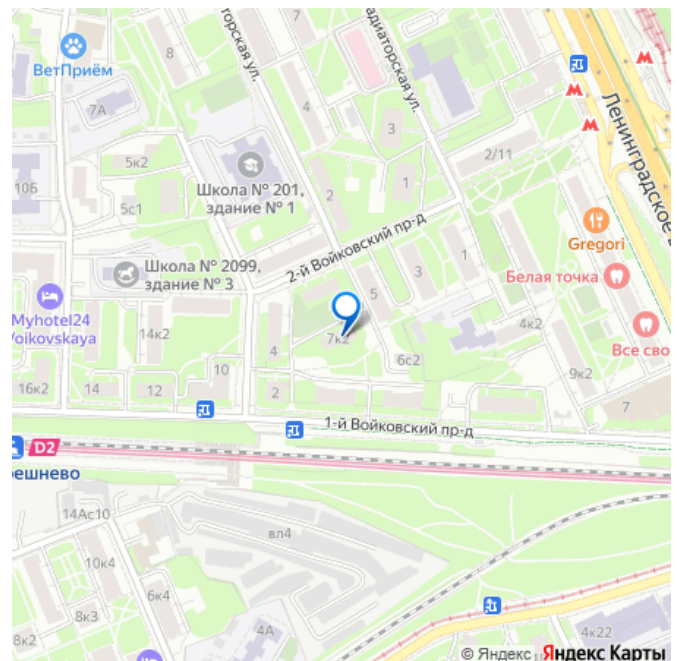 торская ул.
адиаторская ул.
8
ВетПриём
7А
4
3
Ленинградское
5к2
2/11
Школа № 201,
здание № 1
10Б
5с1
2
1
2-й Войковский пр-д
Gregori
3
1
Школа № 2099,
здание № 3
Белая точка
5
Myhotel24
Voikovskaya
14к2
7к2
4
4к2
6с2
Все сво
10
9к2
16к2
14
12
2
7
1-й Войковский пр-д
D2
ешнево
14Ас10
вл4
10к4
6к4
8к3
4А
8к2
4к22
© Яндекс Яндекс Карты